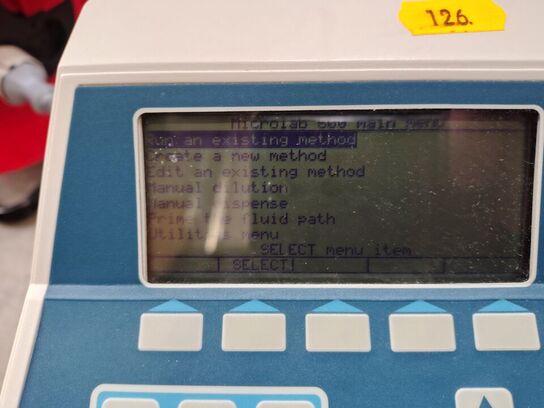 126.
Microlab 500 Main Menu
Run an existing method
Create a new method
Edit an existing method
Manual dilution
Manual dispense
Prime the fluid path
Utilities menu
SELECT menu item
SELECT